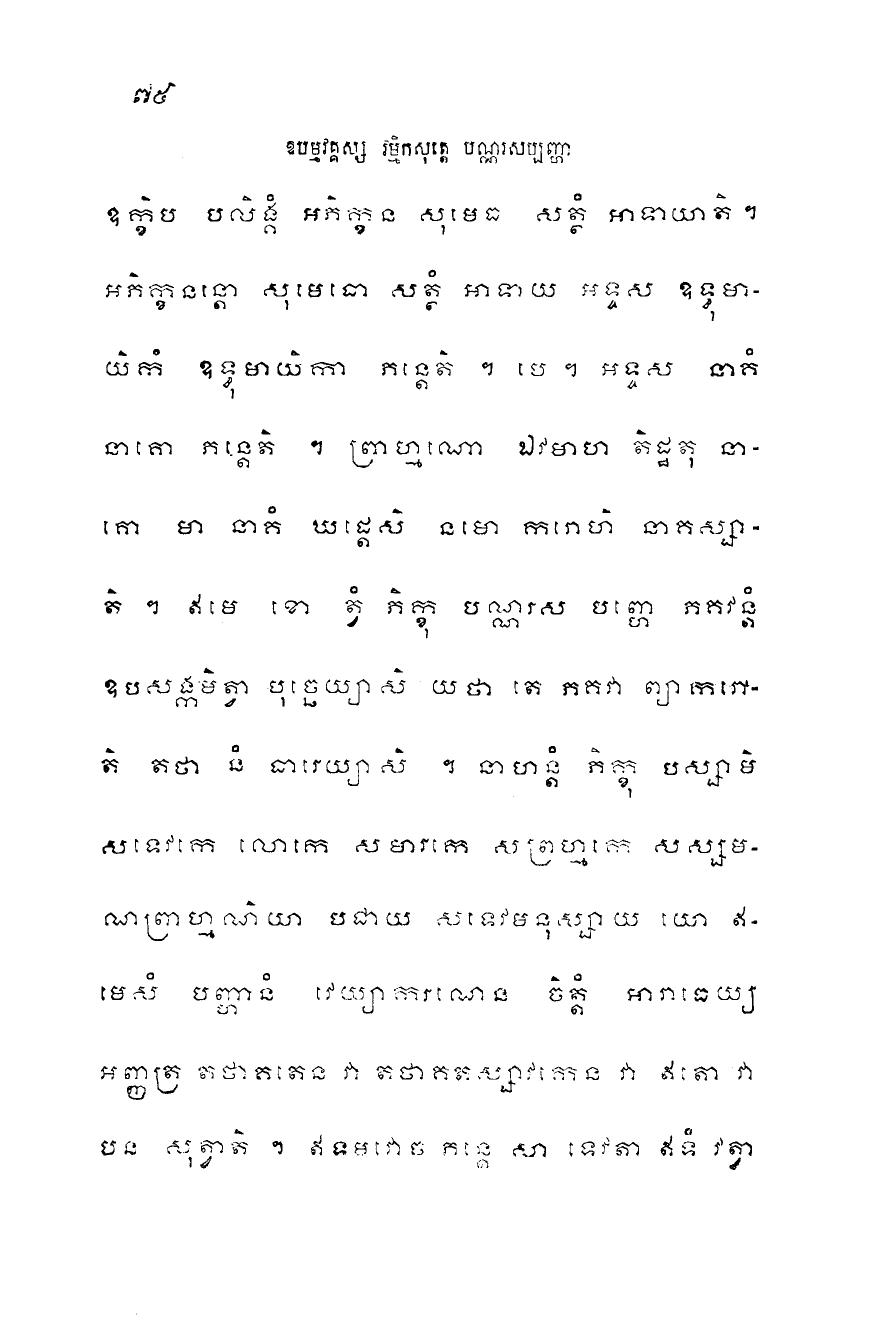 ៧៥
ឧបម្មវគ្គស្ស វម្មិកសុត្តេ បណ្ណរសប្បញ្ហា
ឧក្ខិប បលិង្គំ អភិក្ខន សុមេធ សត្ថំ អាទាយាតិ ។
អភិក្ខនន្តោ សុមេធោ សត្ថំ អាទាយ អទ្ទស ឧទ្ធុមា-
យិកំ ឧទ្ធុមាយិកា ភន្តេតិ ។ បេ ។ អទ្ទស នាគំ
នាគោ ភន្តេតិ ។ ព្រាហ្មណោ ឯវមាហ តិដ្ឋតុ នា-
គោ មា នាគំ ឃដ្តេសិ នមោ ករោហិ នាគស្សា-
តិ ។ ឥមេ ខោ ត្វំ ភិក្ខុ បណ្ណរស បញ្ហេ ភគវន្តំ
ឧបសង្កមិត្វា បុច្ឆេយ្យាសិ យថា តេ ភគវា ព្យាករោ-
តិ តថា នំ ធារេយ្យាសិ ។ នាហន្តំ ភិក្ខុ បស្សាមិ
សទេវកេ លោកេ សមារកេ សព្រហ្មកេ សស្សម-
ណព្រាហ្មណិយា បជាយ សទេវមនុស្សាយ យោ ឥ-
មេសំ បញ្ហានំ វេយ្យាករណេន ចិត្តំ អារាធេយ្យ
អញ្ញត្រ តថាគតេន វា តថាគតស្សាវកេន វា ឥតោ វា
បន សុត្វាតិ ។ ឥទមវោច ភន្តេ សា ទេវតា ឥទំ វត្វា